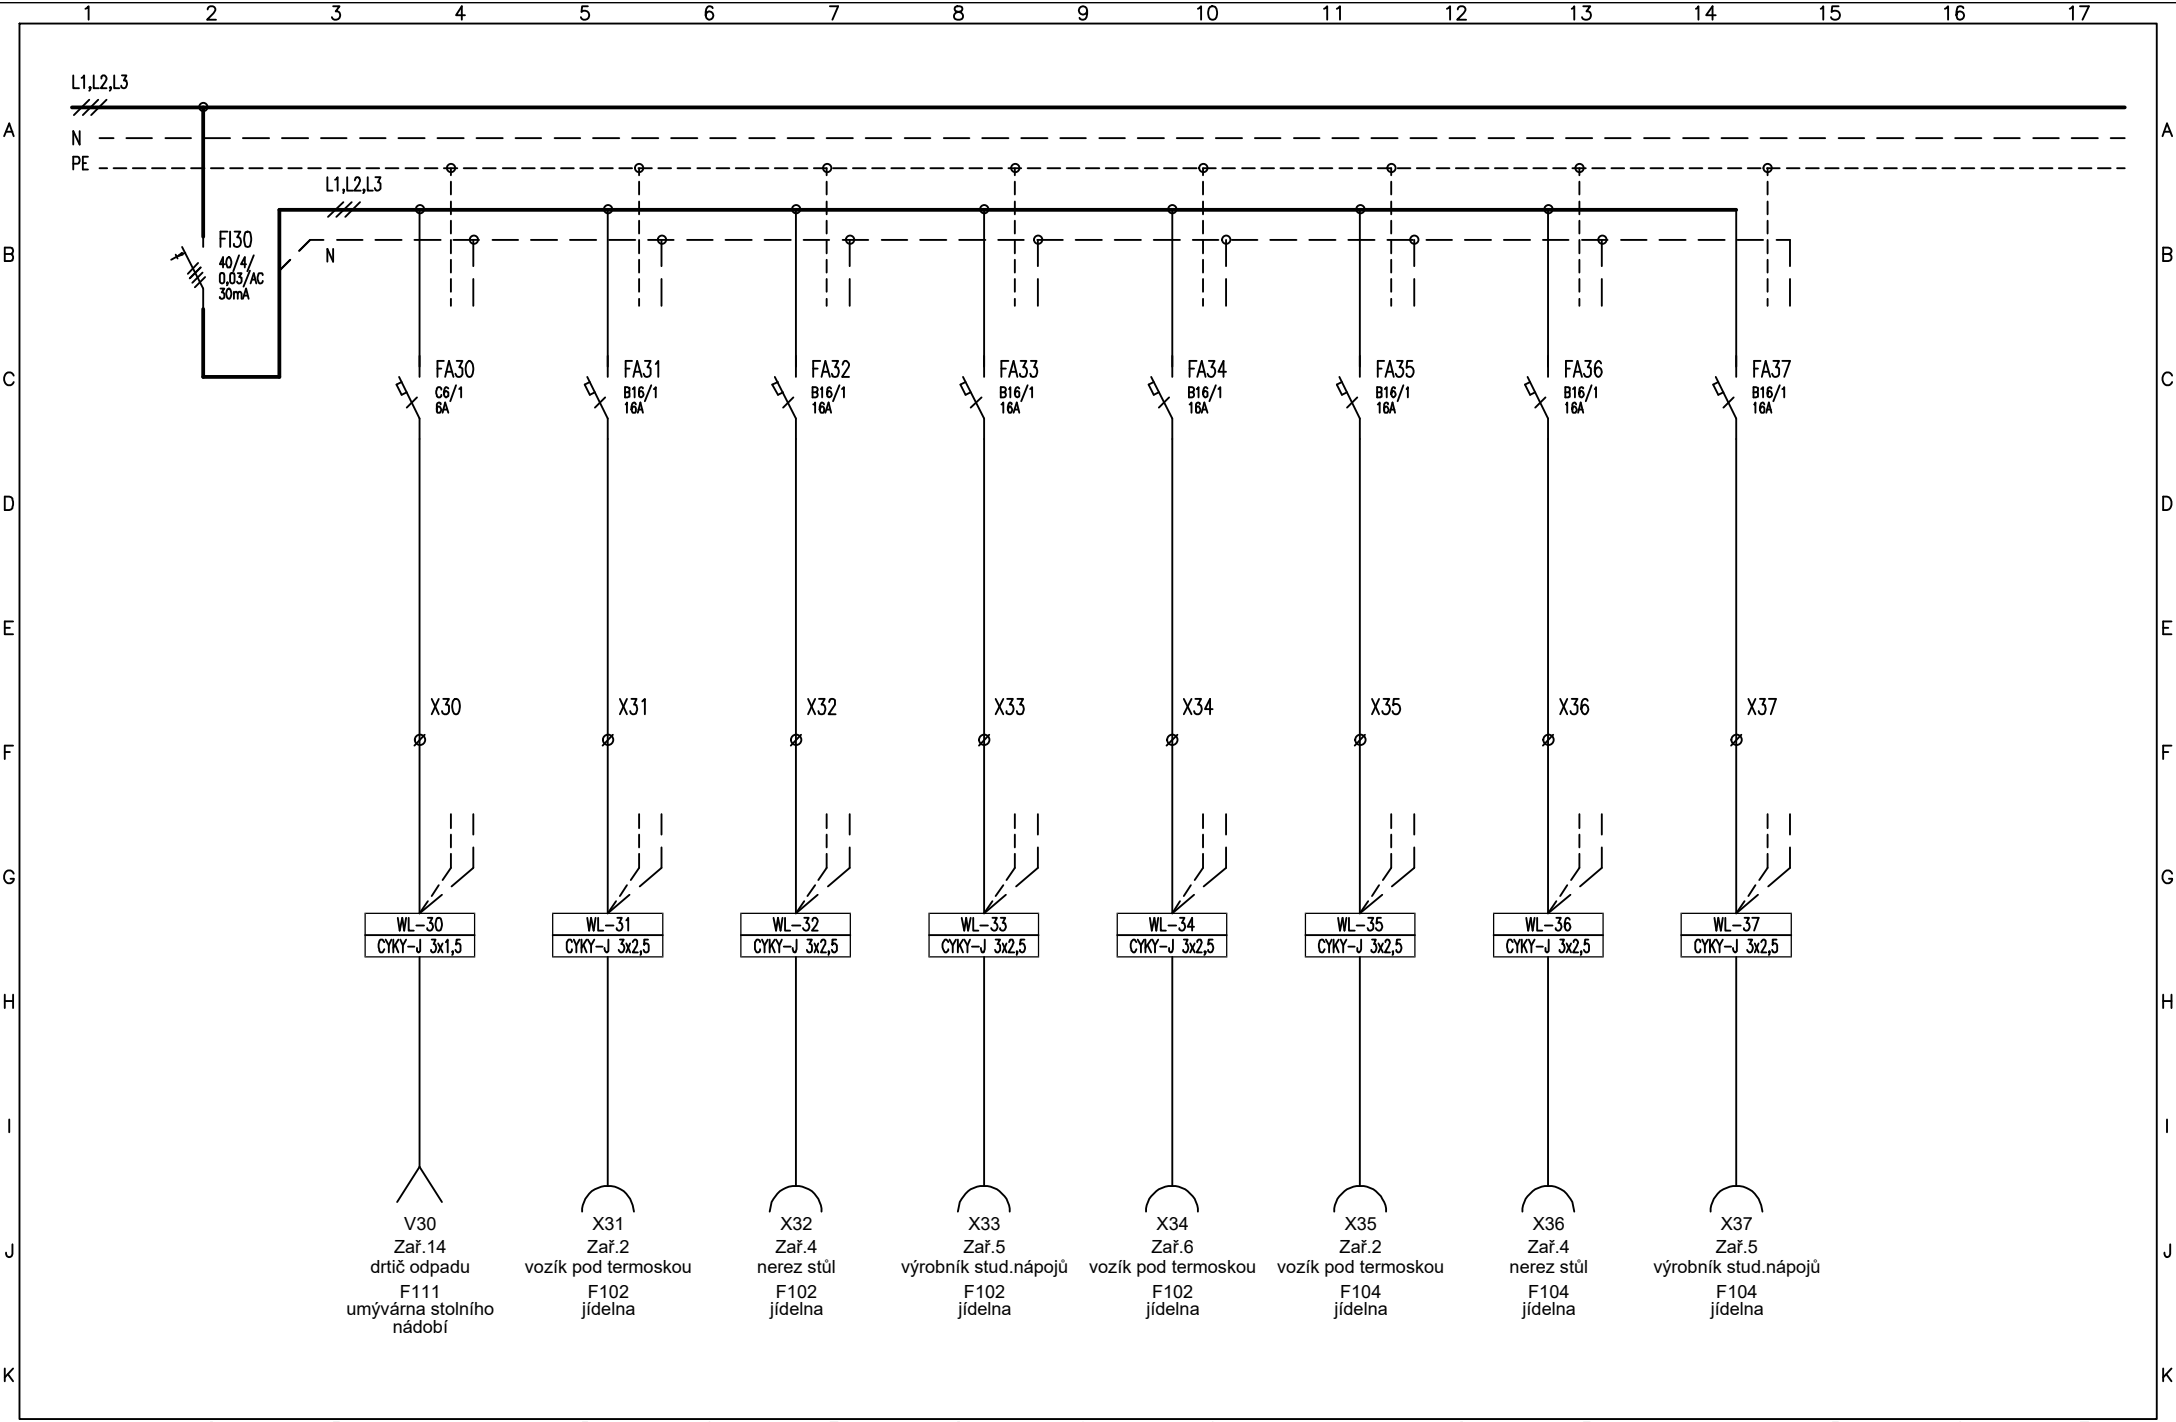 1 2 3 4 5 6 7 8 9 10 11 12 13 14 15 16 17
L1,L2,L3
A N A
PE
L1,L2,L3
B B
N
FI30
40/4/
0,03/AC
30mA
C C
FA30 FA31 FA32 FA33 FA34 FA35 FA36 FA37
C6/1 B16/1 B16/1 B16/1 B16/1 B16/1 B16/1 B16/1
6A 16A 16A 16A 16A 16A 16A 16A
D D
E E
X30 X31 X32 X33 X34 X35 X36 X37
F F
G G
WL-30 WL-31 WL-32 WL-33 WL-34 WL-35 WL-36 WL-37
CYKY-J 3x1,5 CYKY-J 3x2,5 CYKY-J 3x2,5 CYKY-J 3x2,5 CYKY-J 3x2,5 CYKY-J 3x2,5 CYKY-J 3x2,5 CYKY-J 3x2,5
H H
I I
V30 X31 X32 X33 X34 X35 X36 X37
J Zař.14 Zař.2 Zař.4 Zař.5 Zař.6 Zař.2 Zař.4 Zař.5 J
drtič odpadu vozík pod termoskou nerez stůl výrobník stud.nápojů vozík pod termoskou vozík pod termoskou nerez stůl výrobník stud.nápojů
F111 F102 F102 F102 F102 F104 F104 F104
umývárna stolního jídelna jídelna jídelna jídelna jídelna jídelna jídelna
nádobí
K K